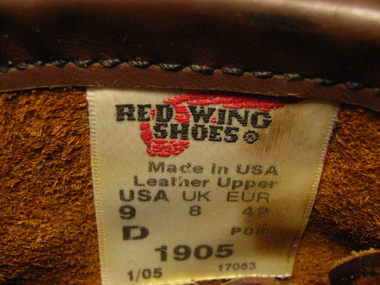 RED WING
SHOES ®
Made in USA
Leather Upper
USA UK EUR
9 8 42
D
1905
1/05 17053